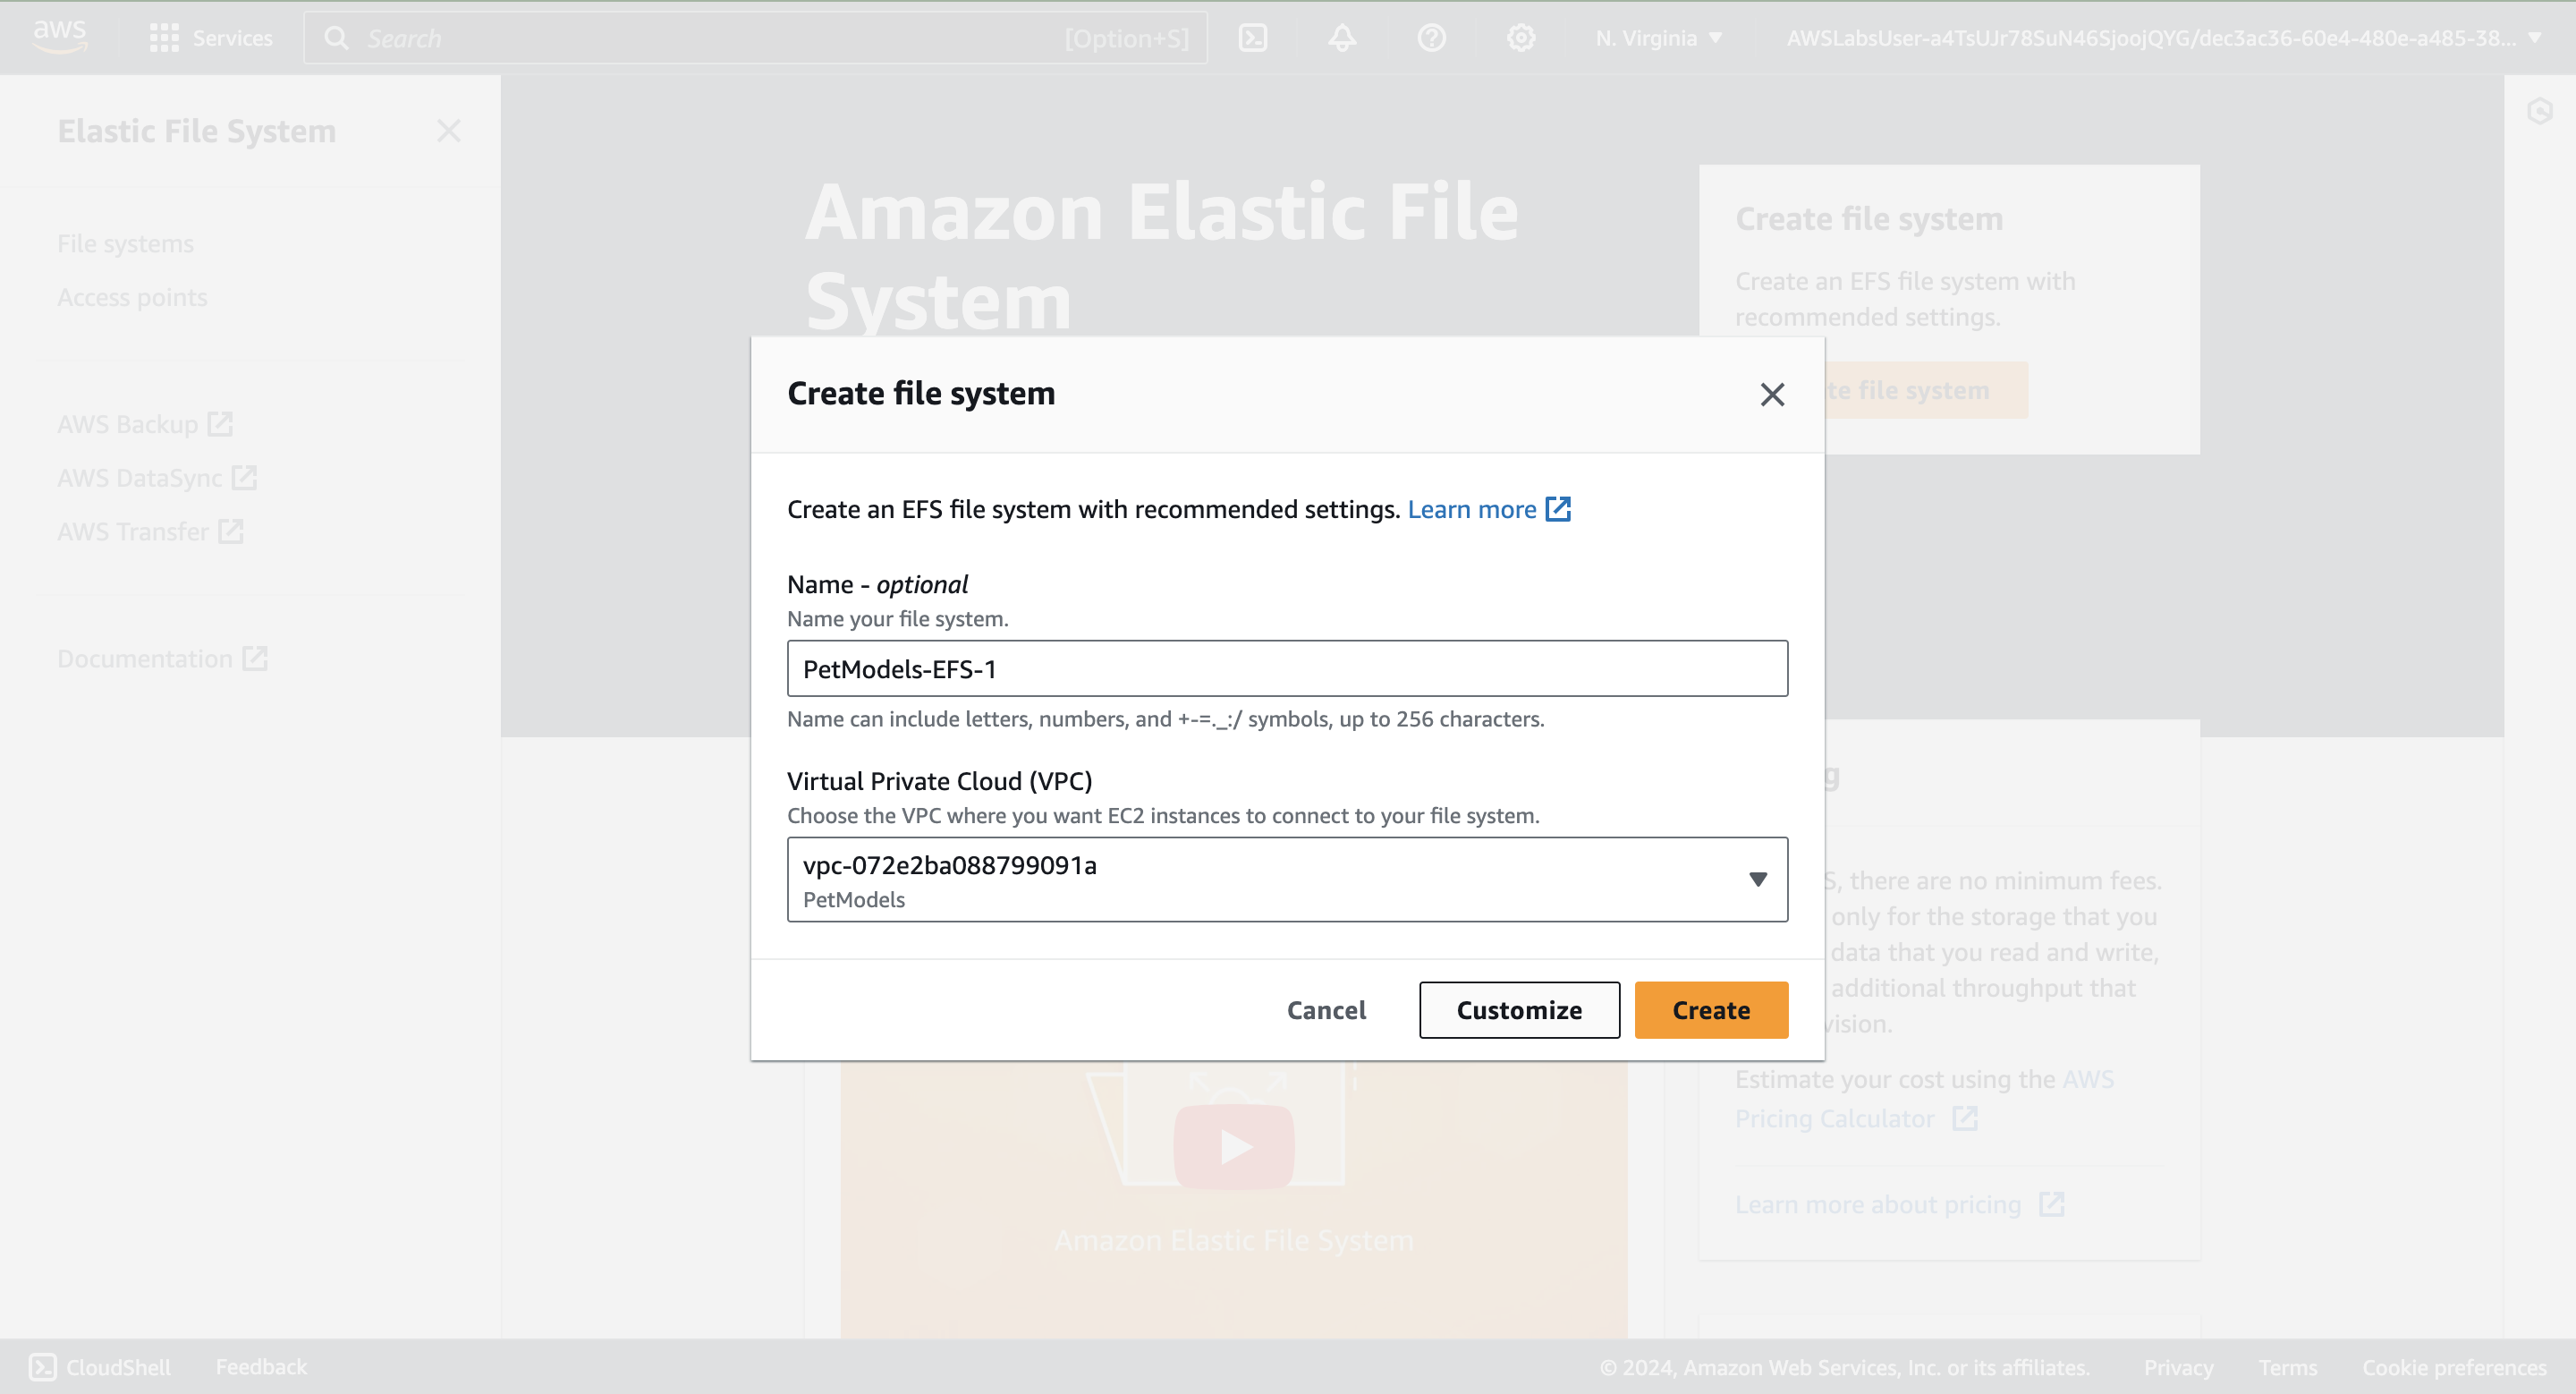 aws
Services
Search
[Option+S]
N. Virginia
AWSLabsUser-a4TsUJr78SuN46SjoojQYG/dec3ac36-60e4-480e-a485-38...
Elastic File System
File systems
Access points
AWS Backup
AWS DataSync
AWS Transfer
Documentation
Amazon Elastic File
System
Create file system
Create an EFS file system with
recommended settings.
te file system
Create file system
Create an EFS file system with recommended settings. Learn more
Name - optional
Name your file system.
PetModels-EFS-1
Name can include letters, numbers, and +-=._:/ symbols, up to 256 characters.
Virtual Private Cloud (VPC)
Choose the VPC where you want EC2 instances to connect to your file system.
vpc-072e2ba088799091a
PetModels
Cancel
Customize
Create
g
S, there are no minimum fees.
only for the storage that you
data that you read and write,
additional throughput that
vision.
Estimate your cost using the AWS
Pricing Calculator
Learn more about pricing
Amazon Elastic File System
CloudShell
Feedback
© 2024, Amazon Web Services, Inc. or its affiliates.
Privacy
Terms
Cookie preferences